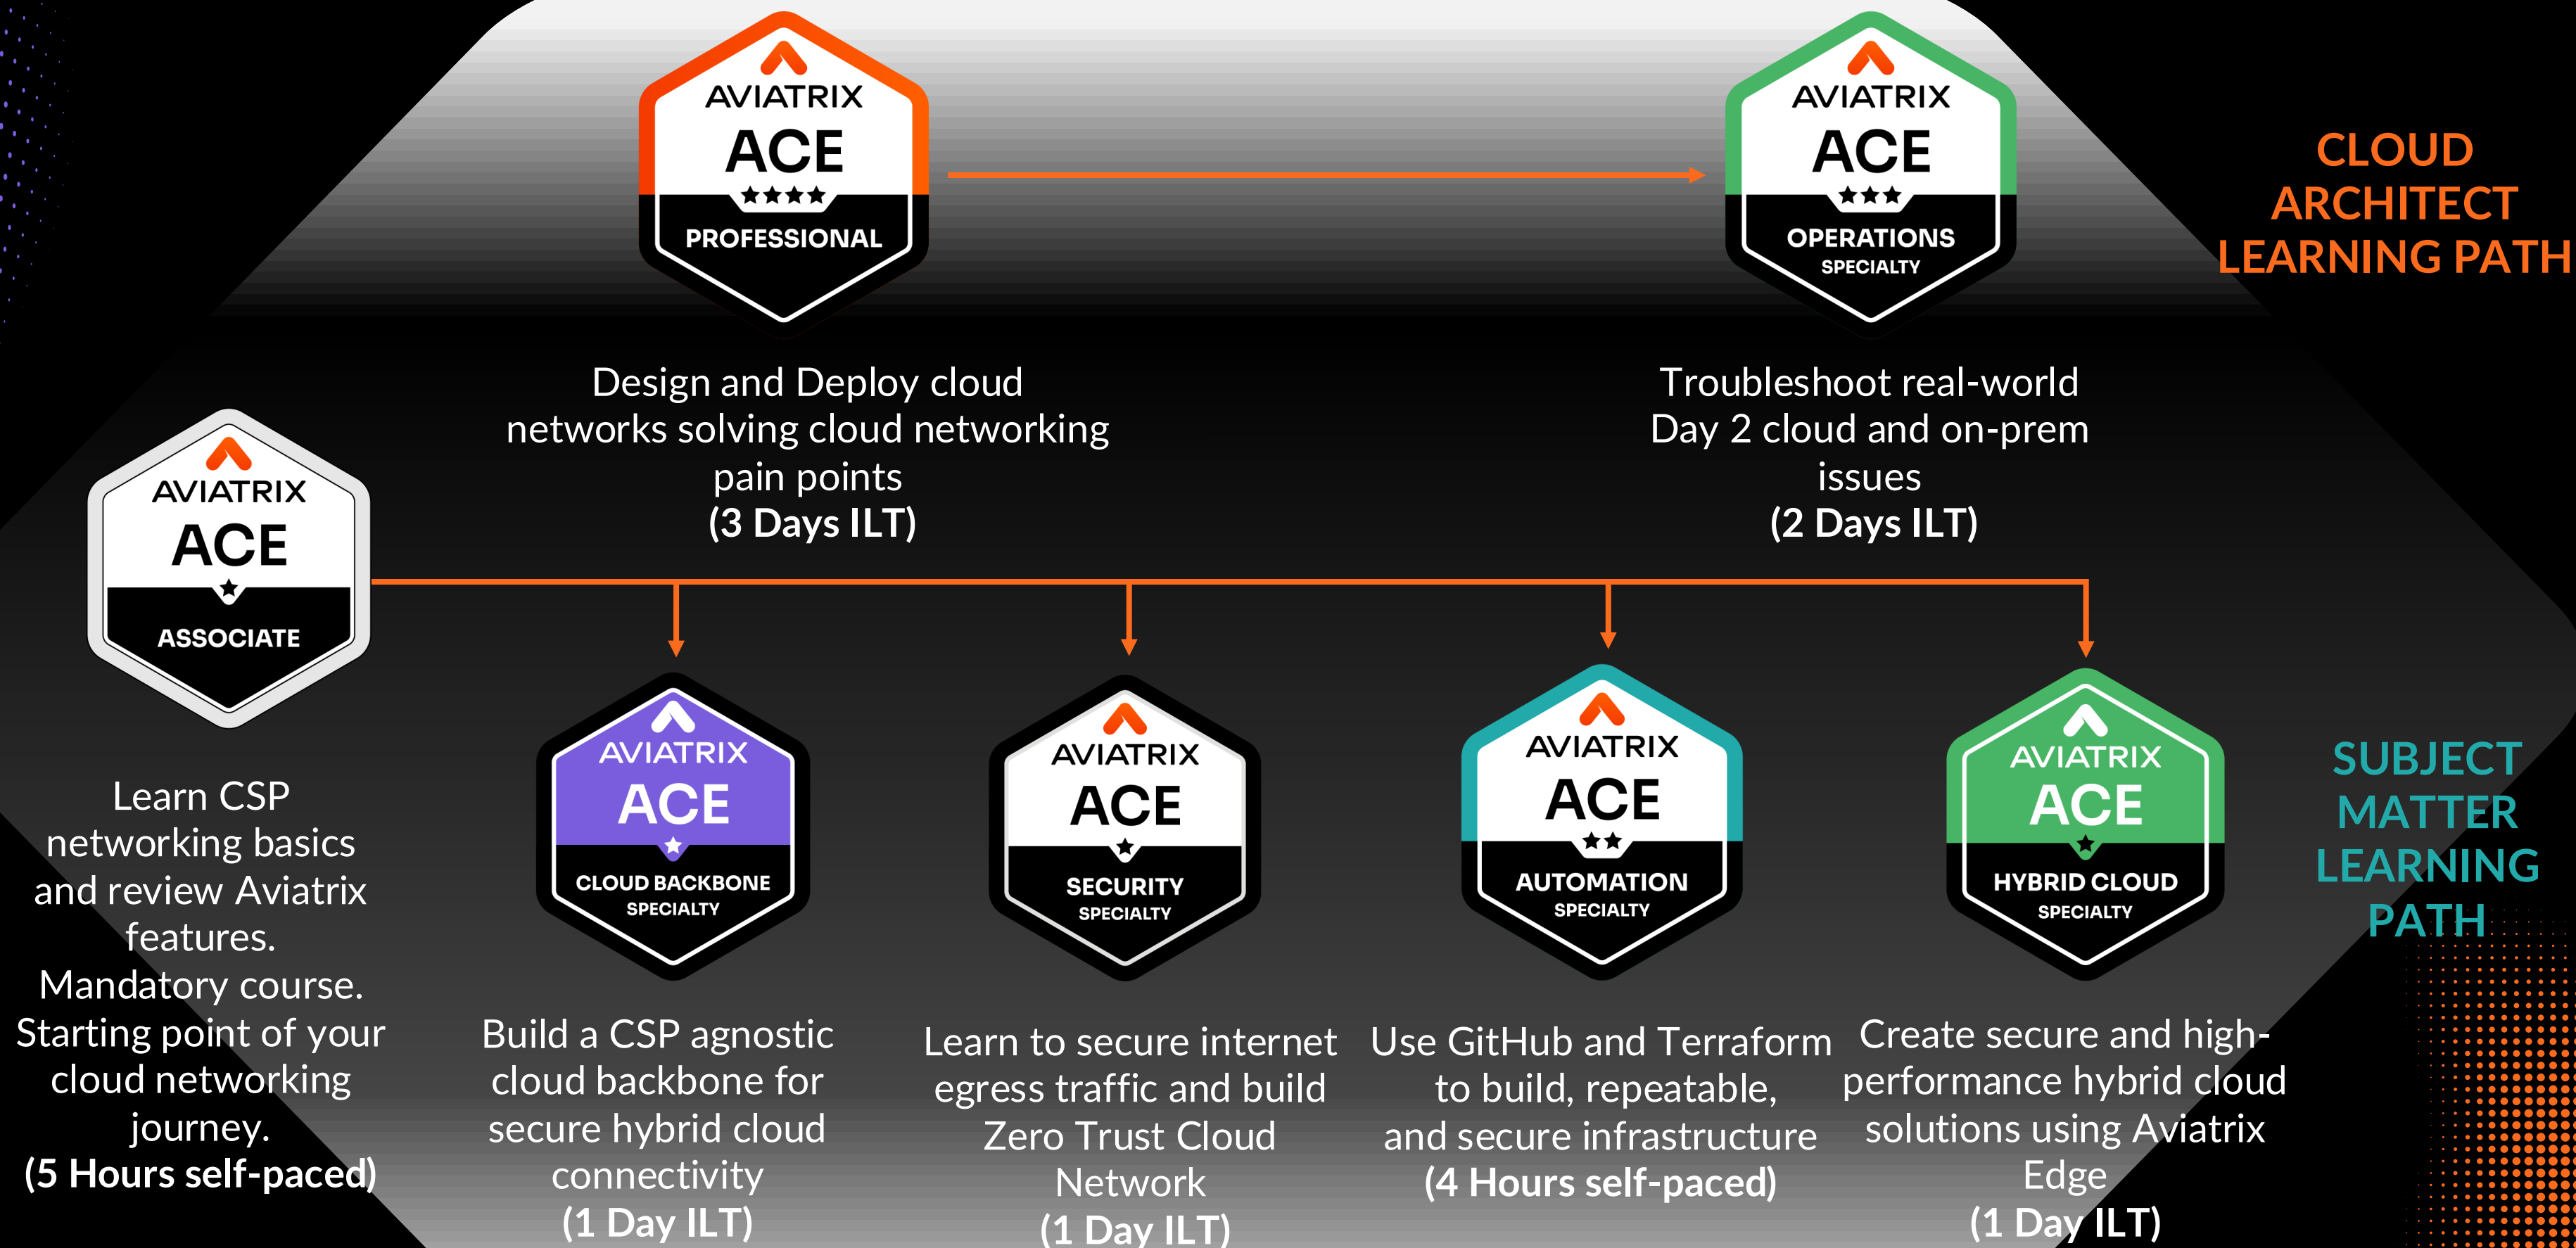 AVIATRIX
ACE
PROFESSIONAL
Design and Deploy cloud
networks solving cloud networking
pain points
(3 Days ILT)
AVIATRIX
ACE
OPERATIONS
SPECIALTY
Troubleshoot real-world
Day 2 cloud and on-prem
issues
(2 Days ILT)
CLOUD
ARCHITECT
LEARNING PATH
AVIATRIX
ACE
ASSOCIATE
Learn CSP
networking basics
and review Aviatrix
features.
Mandatory course.
Starting point of your
cloud networking
journey.
(5 Hours self-paced)
AVIATRIX
ACE
CLOUD BACKBONE
SPECIALTY
Build a CSP agnostic
cloud backbone for
secure hybrid cloud
connectivity
(1 Day ILT)
AVIATRIX
ACE
SECURITY
SPECIALTY
Learn to secure internet
egress traffic and build
Zero Trust Cloud
Network
(1 Day ILT)
AVIATRIX
ACE
AUTOMATION
SPECIALTY
Use GitHub and Terraform
to build, repeatable,
and secure infrastructure
(4 Hours self-paced)
AVIATRIX
ACE
HYBRID CLOUD
SPECIALTY
Create secure and high-
performance hybrid cloud
solutions using Aviatrix
Edge
(1 Day ILT)
SUBJECT
MATTER
LEARNING
PATH